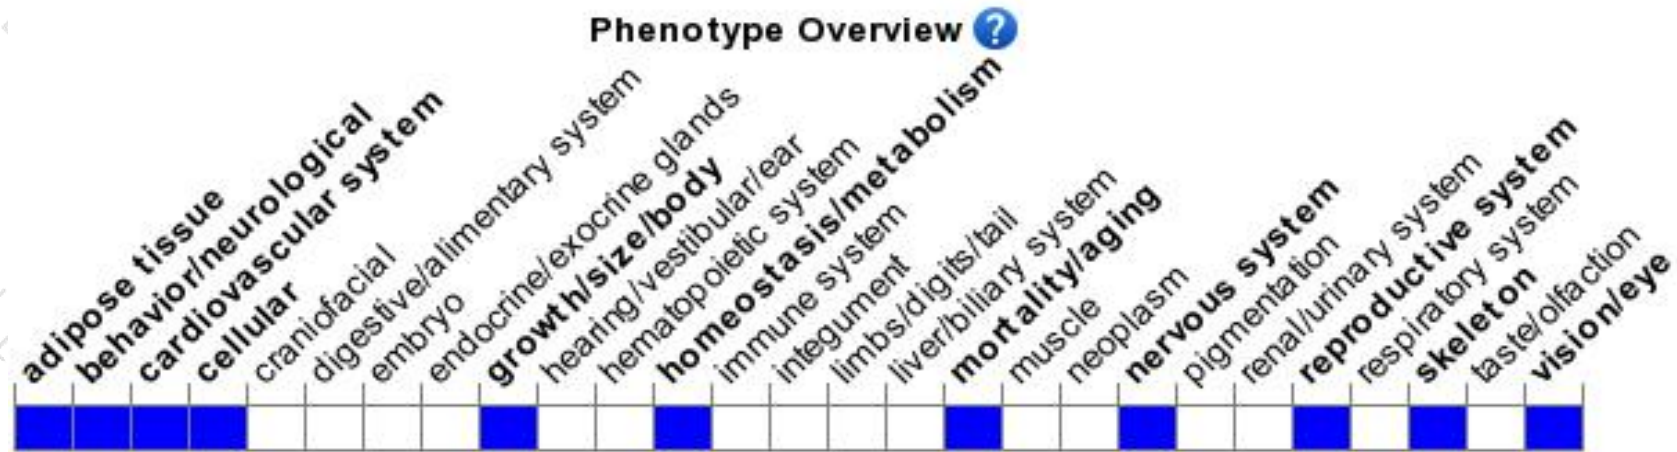 Phenotype Overview ?
adipose tissue
behavior/neurological
cardiovascular system
cellular
craniofacial
digestive/alimentary system
embryo
endocrine/exocrine glands
growth/size/body
hearing/vestibular/ear
hematopoietic system
homeostasis/metabolism
immune system
integument
limbs/digits/tail
liver/biliary system
mortality/aging
muscle
neoplasm
nervous system
pigmentation
renal/urinary system
reproductive system
respiratory system
skeleton
taste/olfaction
vision/eye